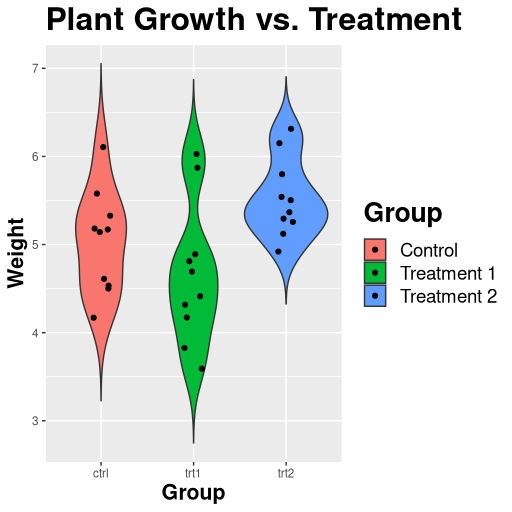 Plant Growth vs. Treatment
Weight
7
6
5
4
3
ctrl
trt1
trt2
Group
Group
Control
Treatment 1
Treatment 2